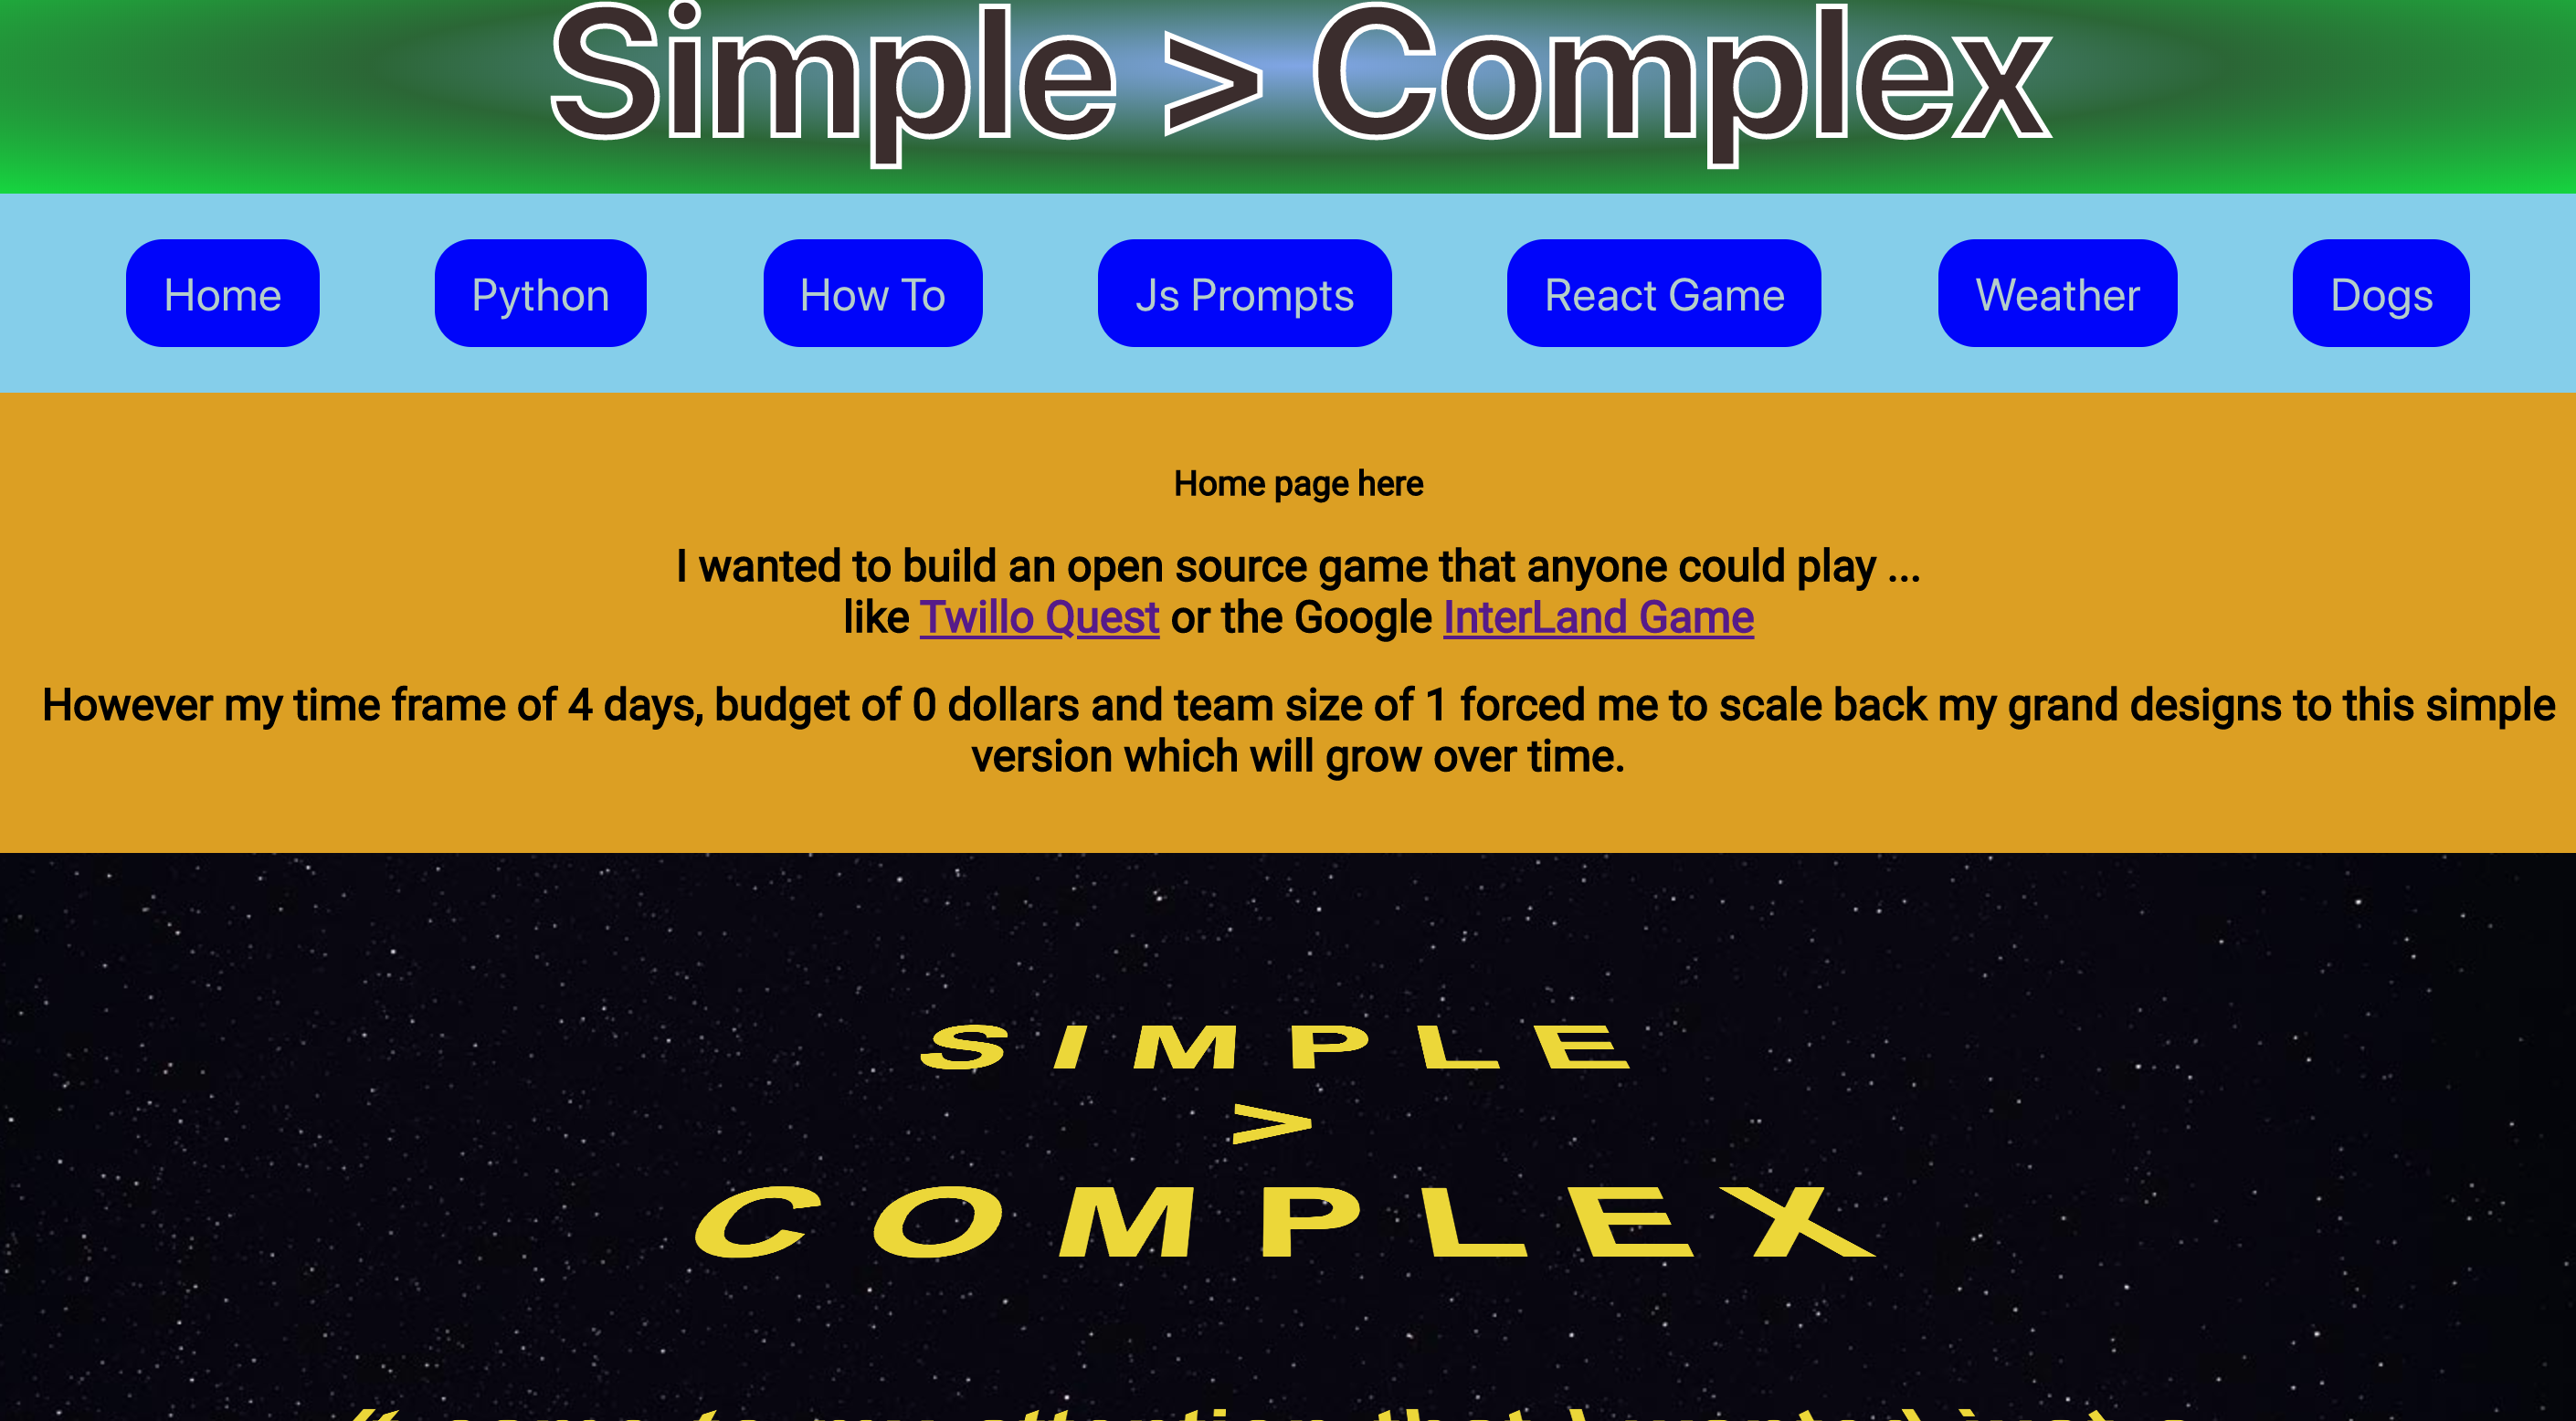 Simple > Complex
Home Python How To Js Prompts React Game Weather Dogs
Home page here
I wanted to build an open source game that anyone could play ...
like Twillo Quest or the Google InterLand Game
However my time frame of 4 days, budget of 0 dollars and team size of 1 forced me to scale back my grand designs to this simple
version which will grow over time.
SIMPLE
>
COMPLEX